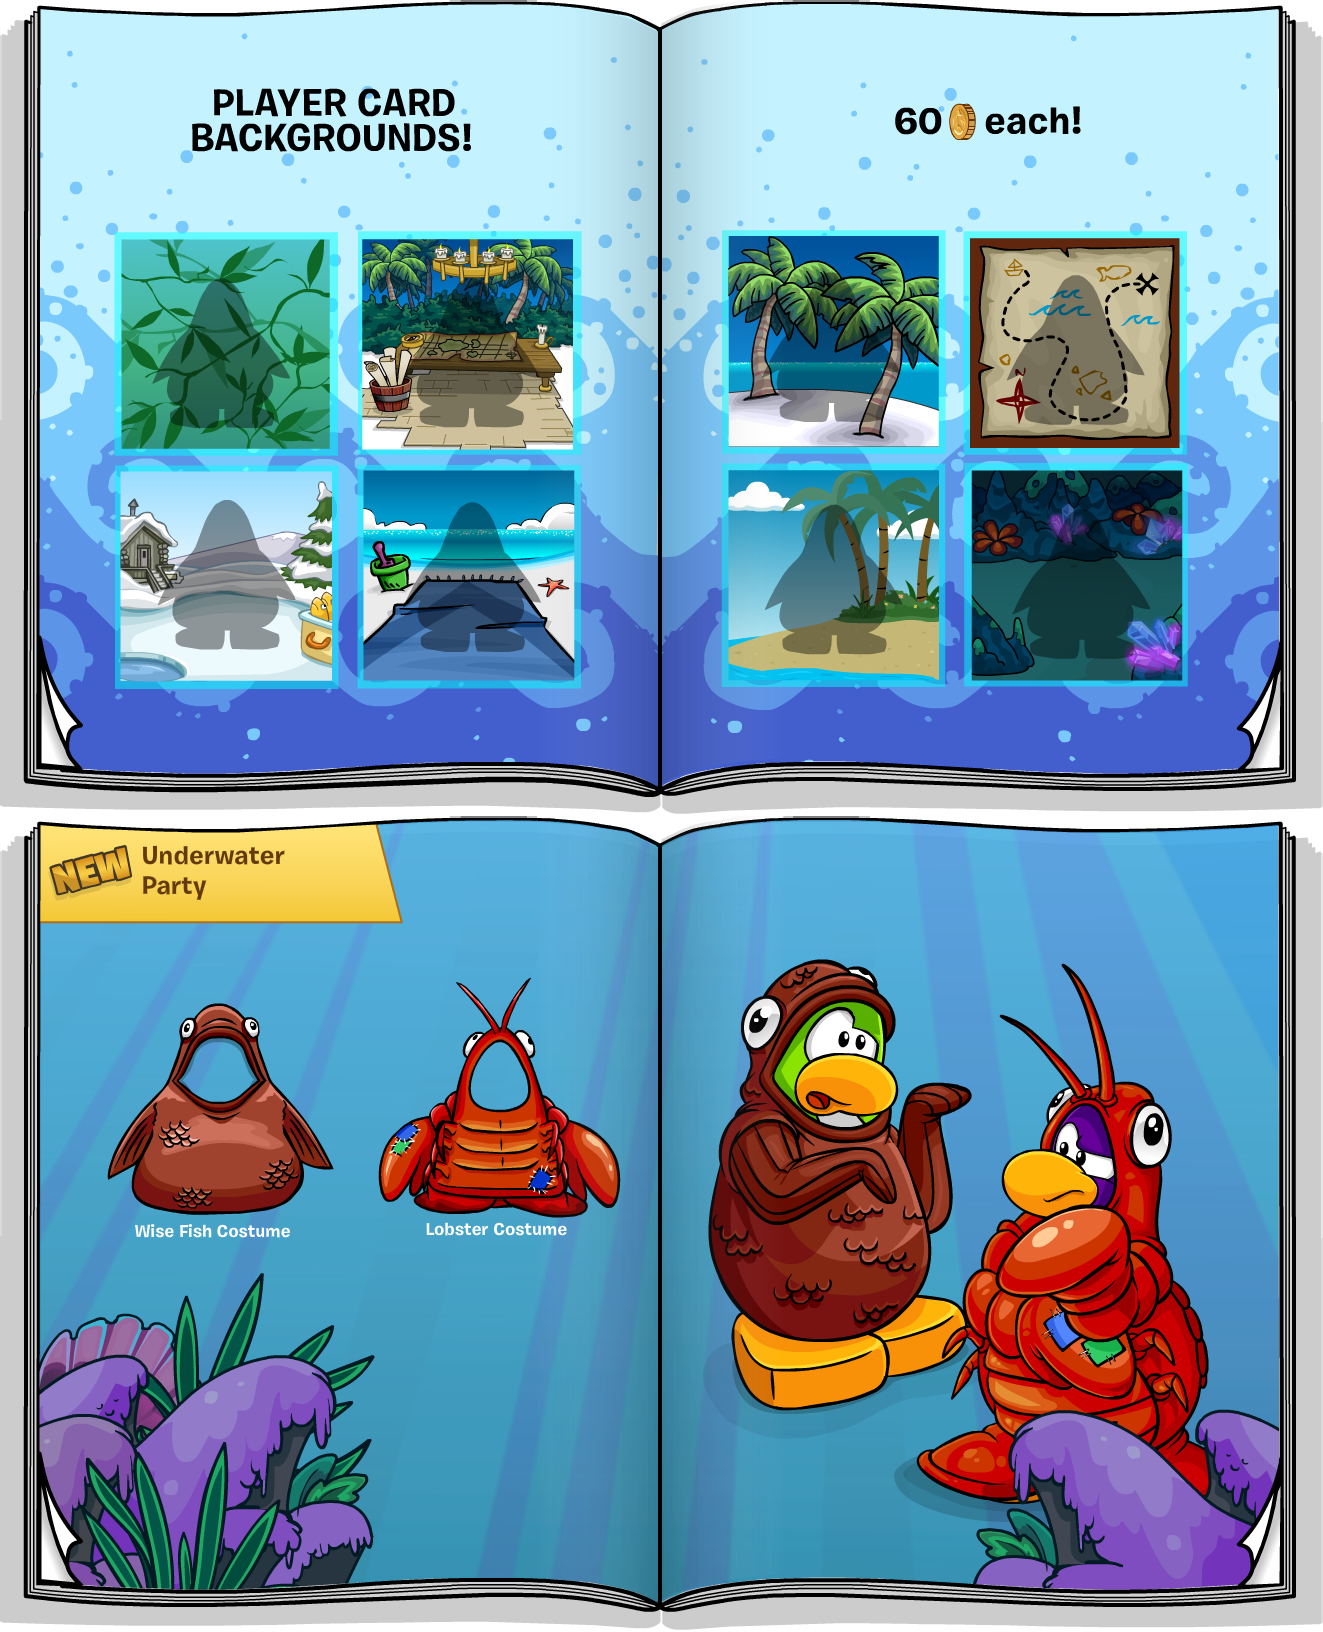 PLAYER CARD
BACKGROUNDS!
60 each!
N
NEW
Underwater
Party
Wise Fish Costume
Lobster Costume